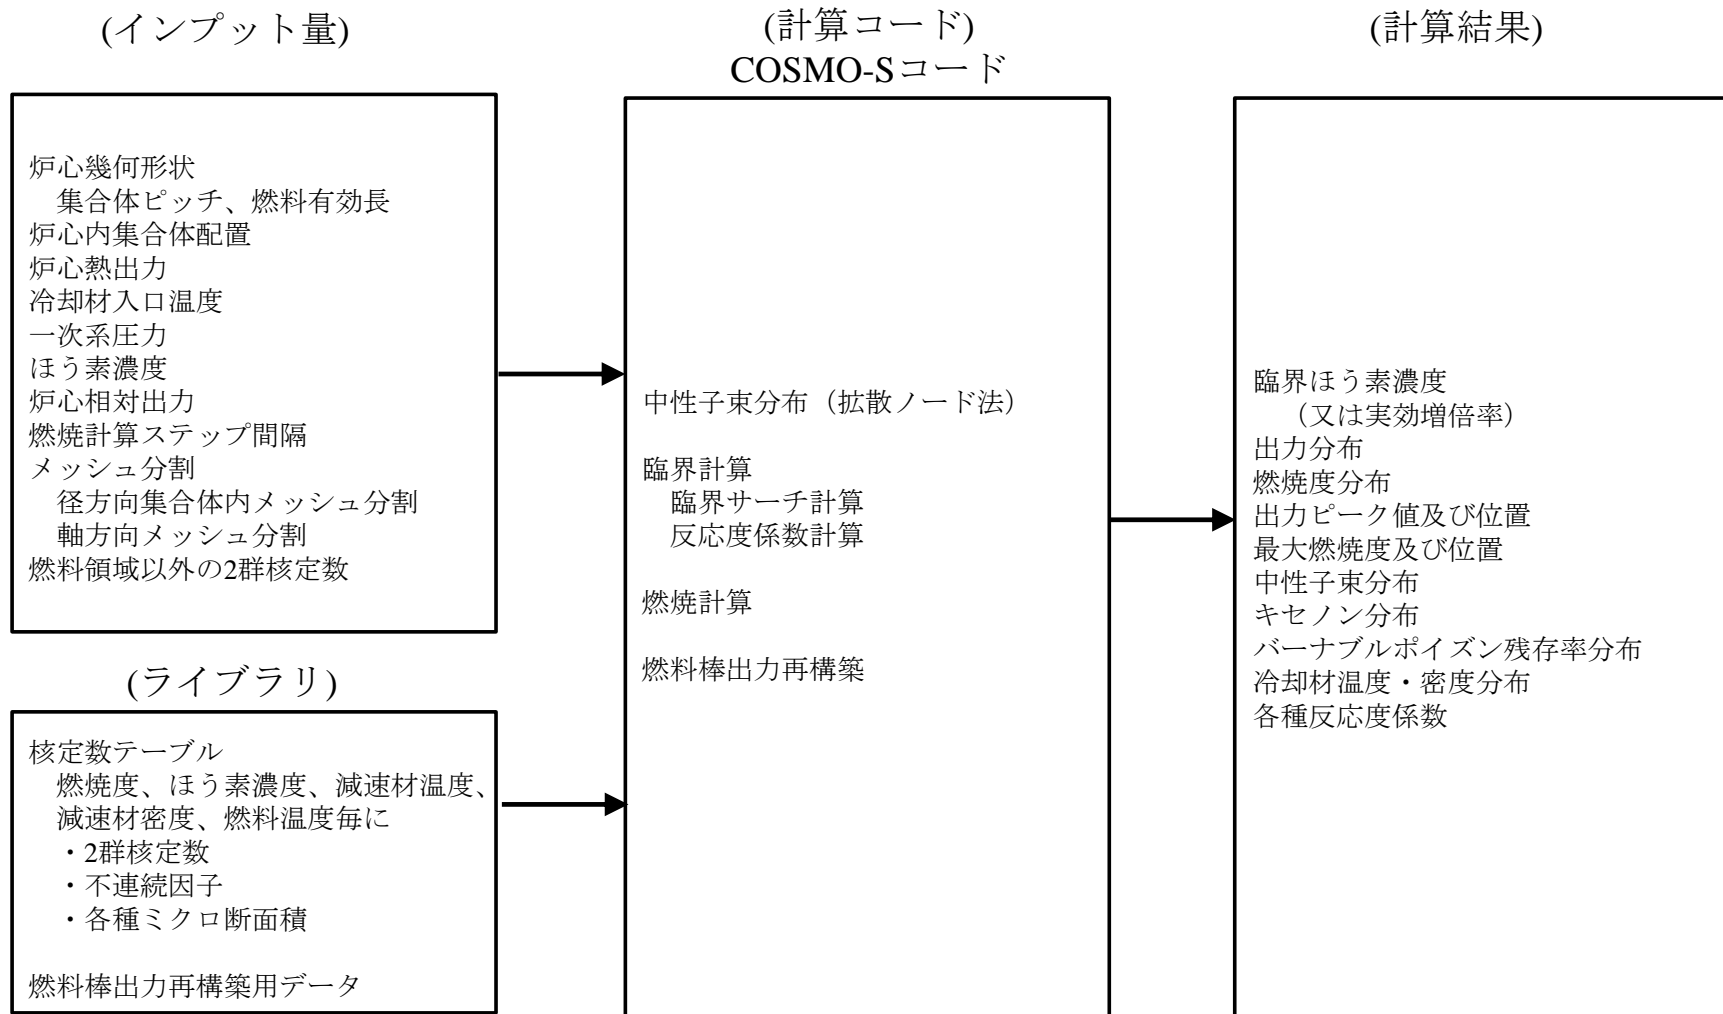 (インプット量)
炉心幾何形状
集合体ピッチ、燃料有効長
炉心内集合体配置
炉心熱出力
冷却材入口温度
一次系圧力
ほう素濃度
炉心相対出力
燃焼計算ステップ間隔
メッシュ分割
径方向集合体内メッシュ分割
軸方向メッシュ分割
燃料領域以外の2群核定数
(ライブラリ)
核定数テーブル
燃焼度、ほう素濃度、減速材温度、
減速材密度、燃料温度毎に
・2群核定数
・不連続因子
・各種ミクロ断面積
燃料棒出力再構築用データ
(計算コード)
COSMO-Sコード
中性子束分布（拡散ノード法）
臨界計算
臨界サーチ計算
反応度係数計算
燃焼計算
燃料棒出力再構築
(計算結果)
臨界ほう素濃度
（又は実効増倍率）
出力分布
燃焼度分布
出力ピーク値及び位置
最大燃焼度及び位置
中性子束分布
キセノン分布
バーナブルポイズン残存率分布
冷却材温度・密度分布
各種反応度係数